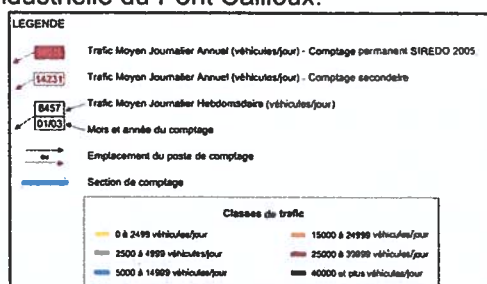 industrielle du Pont Cailloux.
LEGENDE
Trafic Moyen Journalier Annuel (véhicules/jour) - Comptage permanent SIREDO 2005
14231
Trafic Moyen Journalier Annuel (véhicules/jour) - Comptage secondaire
8457
Trafic Moyen Journalier Hebdomadaire (véhicules/jour)
01/03
Mois et année du comptage
Emplacement du poste de comptage
Section de comptage
Classes de trafic
0 à 2499 véhicules/jour
15000 à 24999 véhicules/jour
2500 à 4999 véhicules/jour
25000 à 39999 véhicules/jour
5000 à 14999 véhicules/jour
40000 et plus véhicules/jour